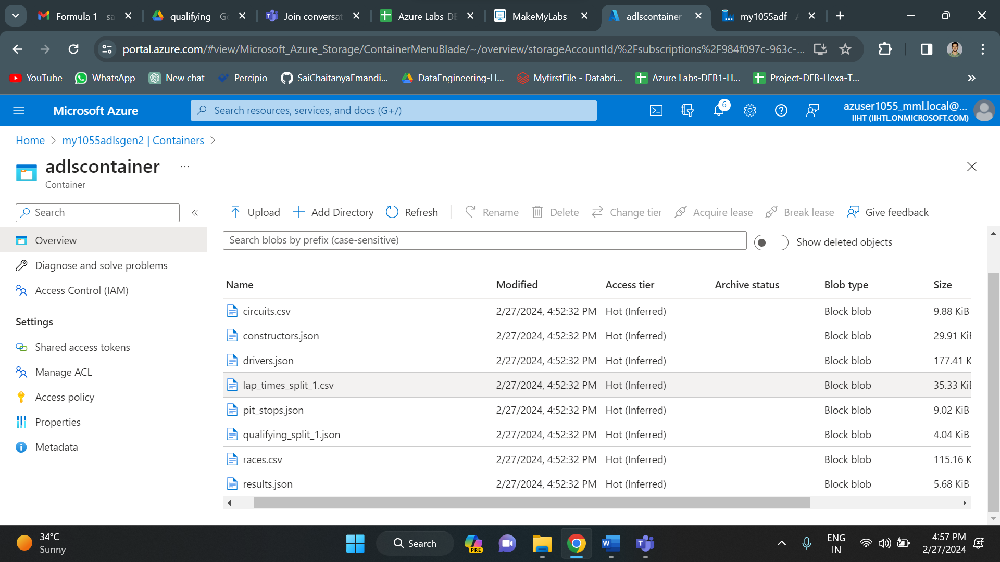 Formula 1 - sa
qualifying - Go
Join conversat
Azure Labs-DE
MakeMyLabs
adlscontainer
my1055adf - A
portal.azure.com/#view/Microsoft_Azure_Storage/ContainerMenuBlade/~/overview/storageAccountId/%2Fsubscriptions%2F984f097c-963c-...
YouTube
WhatsApp
New chat
Percipio
SaiChaitanyaEmandi...
DataEngineering-H...
MyfirstFile - Databri...
Azure Labs-DEB1-H...
Project-DEB-Hexa-T...
Microsoft Azure
Search resources, services, and docs (G+/)
6
azuser1055_mml.local@...
IIHT (IIHTL.ONMICROSOFT.COM)
Home > my1055adlsgen2 | Containers >
adlscontainer ...
Container
Search
Upload
Add Directory
Refresh
Rename
Delete
Change tier
Acquire lease
Break lease
Give feedback
Overview
Diagnose and solve problems
Access Control (IAM)
Settings
Shared access tokens
Manage ACL
Access policy
Properties
Metadata
Search blobs by prefix (case-sensitive)
Show deleted objects
Name Modified Access tier Archive status Blob type Size
circuits.csv 2/27/2024, 4:52:32 PM Hot (Inferred) Block blob 9.88 KiB
constructors.json 2/27/2024, 4:52:32 PM Hot (Inferred) Block blob 29.91 KiB
drivers.json 2/27/2024, 4:52:32 PM Hot (Inferred) Block blob 177.41 K
lap_times_split_1.csv 2/27/2024, 4:52:32 PM Hot (Inferred) Block blob 35.33 KiB
pit_stops.json 2/27/2024, 4:52:32 PM Hot (Inferred) Block blob 9.02 KiB
qualifying_split_1.json 2/27/2024, 4:52:32 PM Hot (Inferred) Block blob 4.04 KiB
races.csv 2/27/2024, 4:52:32 PM Hot (Inferred) Block blob 115.16 K
results.json 2/27/2024, 4:52:32 PM Hot (Inferred) Block blob 5.68 KiB
34°C
Sunny
Search
PRE
ENG
IN
4:57 PM
2/27/2024